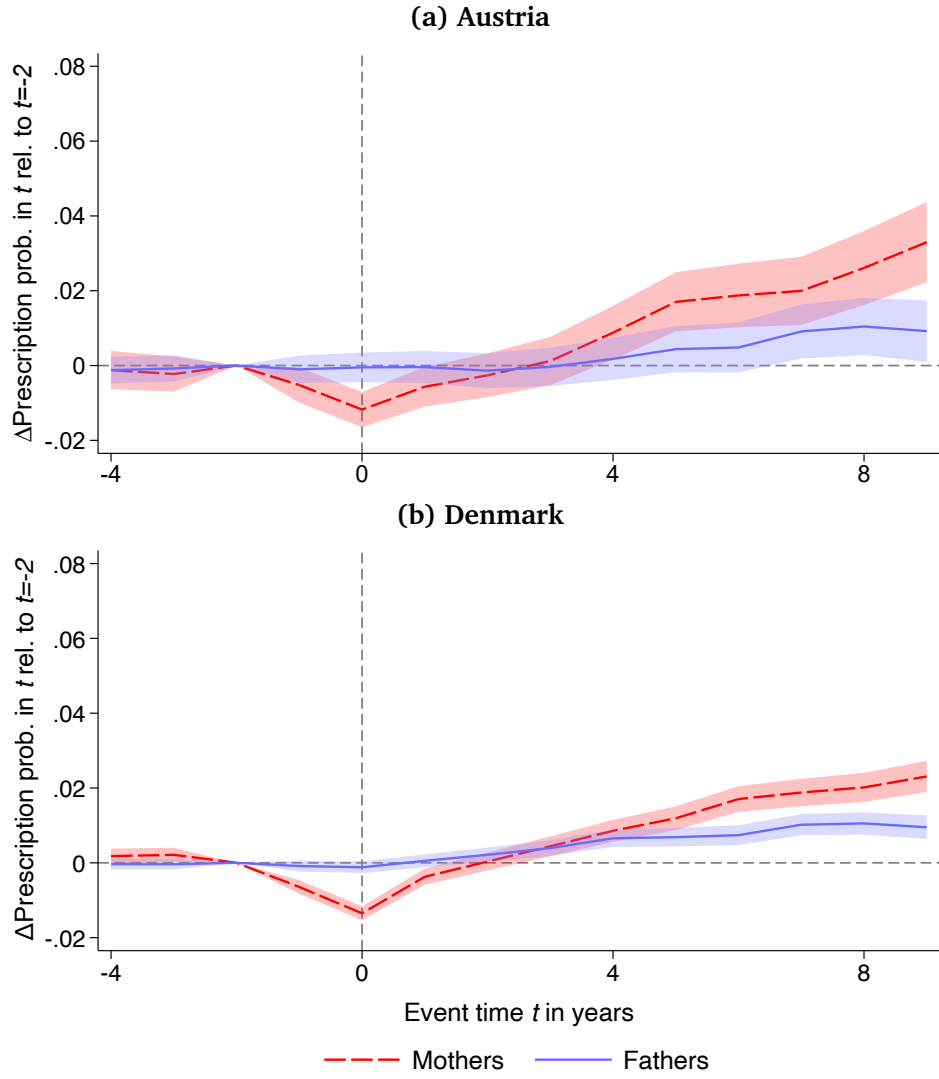 (a) Austria
ΔPrescription prob. in t rel. to t=-2
.08
.06
.04
.02
0
-.02
-4 0 4 8
(b) Denmark
ΔPrescription prob. in t rel. to t=-2
.08
.06
.04
.02
0
-.02
-4 0 4 8
Event time t in years
Mothers Fathers